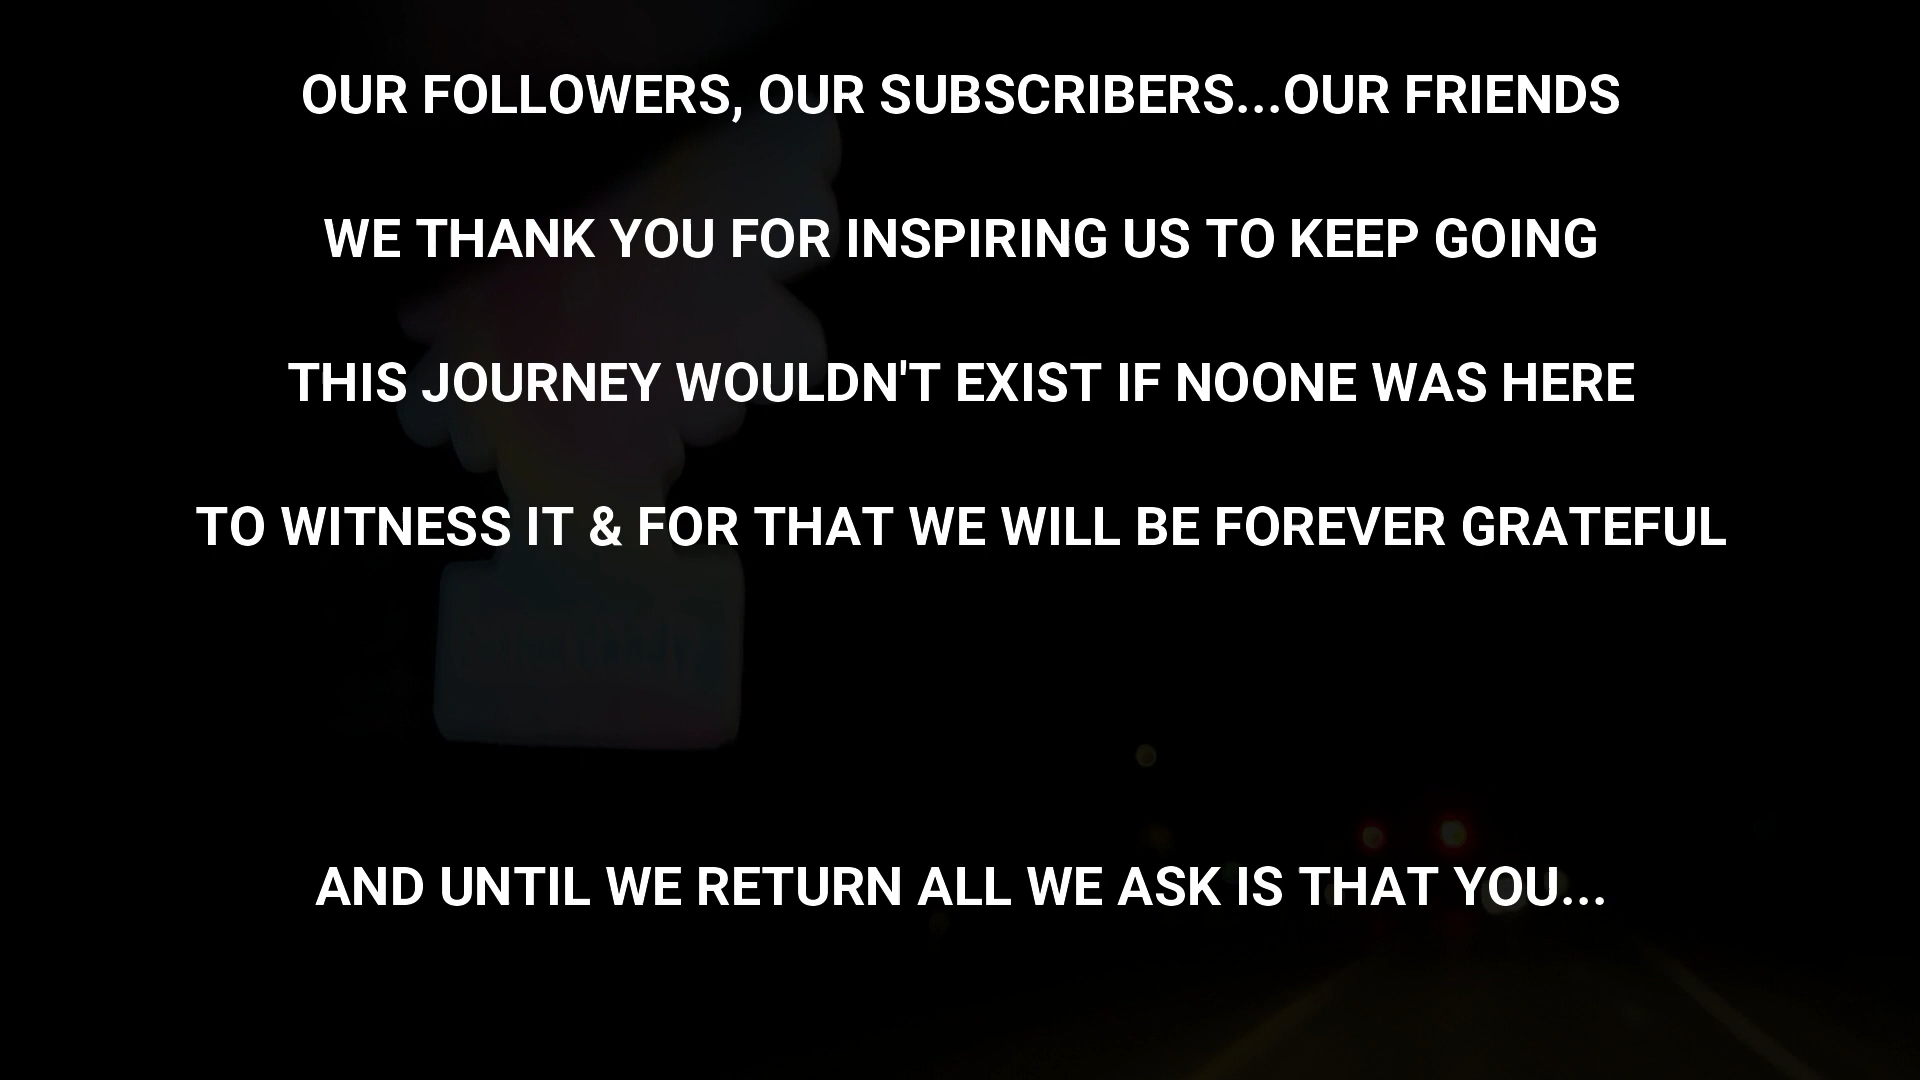 OUR FOLLOWERS, OUR SUBSCRIBERS...OUR FRIENDS
WE THANK YOU FOR INSPIRING US TO KEEP GOING
THIS JOURNEY WOULDN'T EXIST IF NOONE WAS HERE
TO WITNESS IT & FOR THAT WE WILL BE FOREVER GRATEFUL
AND UNTIL WE RETURN ALL WE ASK IS THAT YOU...